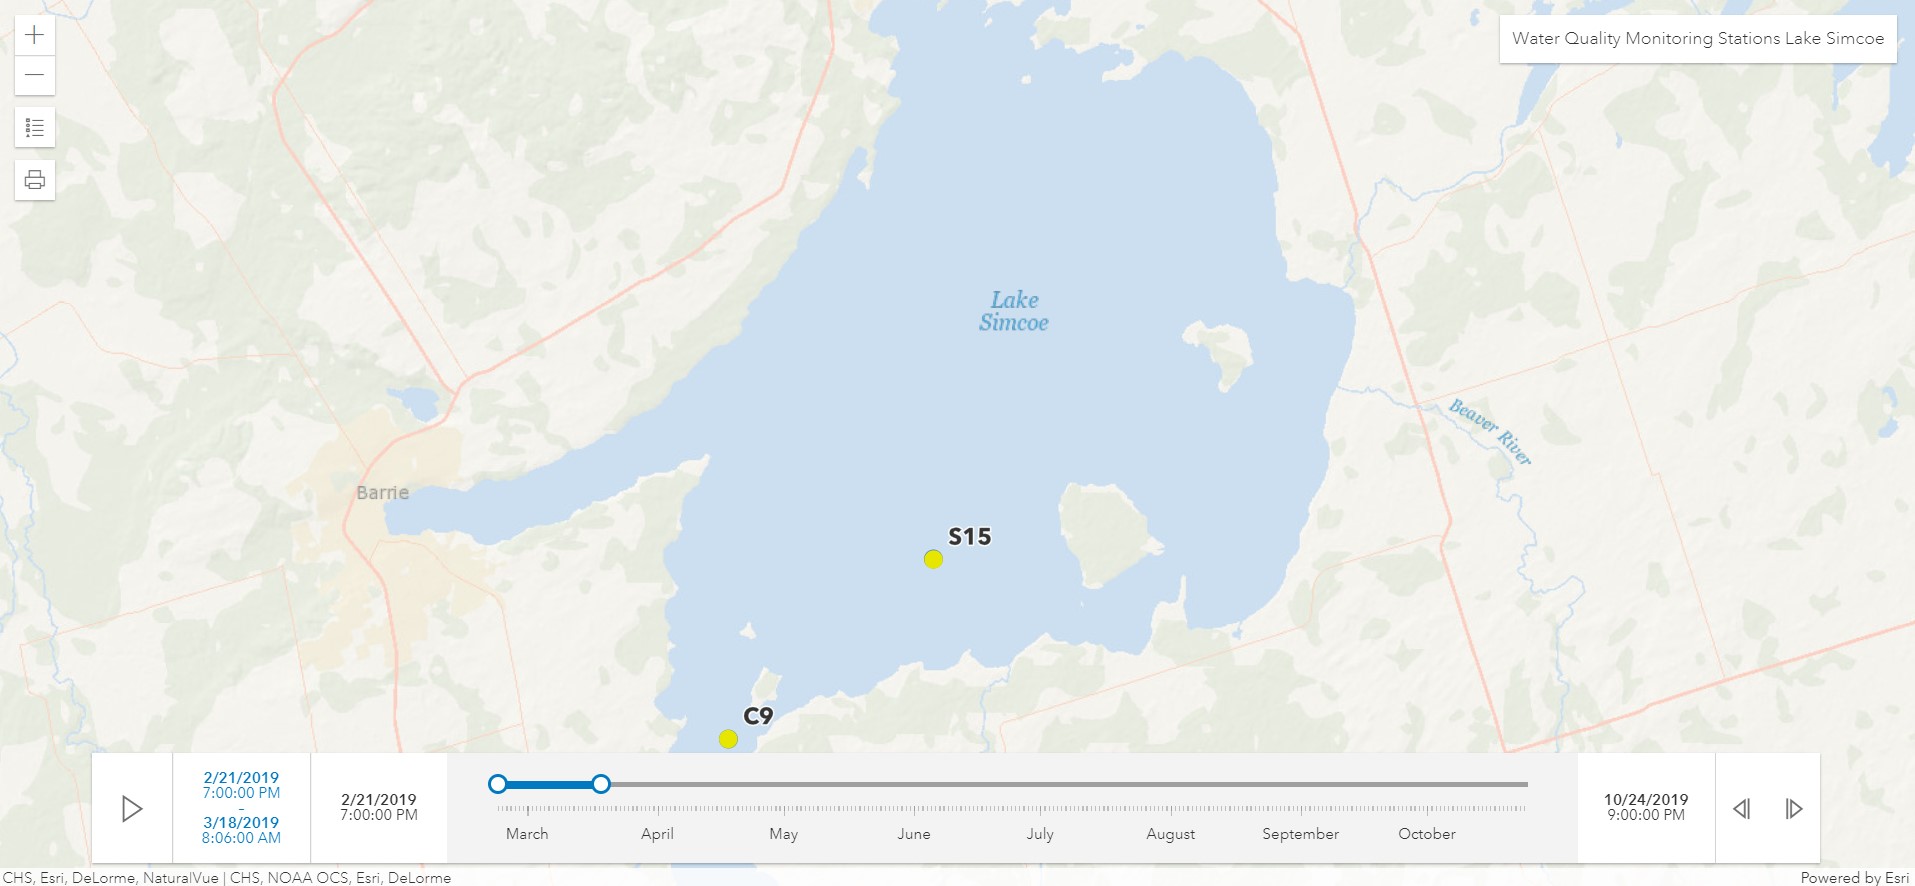 Water Quality Monitoring Stations Lake Simcoe
Lake
Simcoe
Beaver River
Barrie
S15
C9
2/21/2019
7:00:00 PM
-
3/18/2019
8:06:00 AM
2/21/2019
7:00:00 PM
March April May June July August September October
10/24/2019
9:00:00 PM
CHS, Esri, DeLorme, NaturalVue | CHS, NOAA OCS, Esri, DeLorme
Powered by Esri